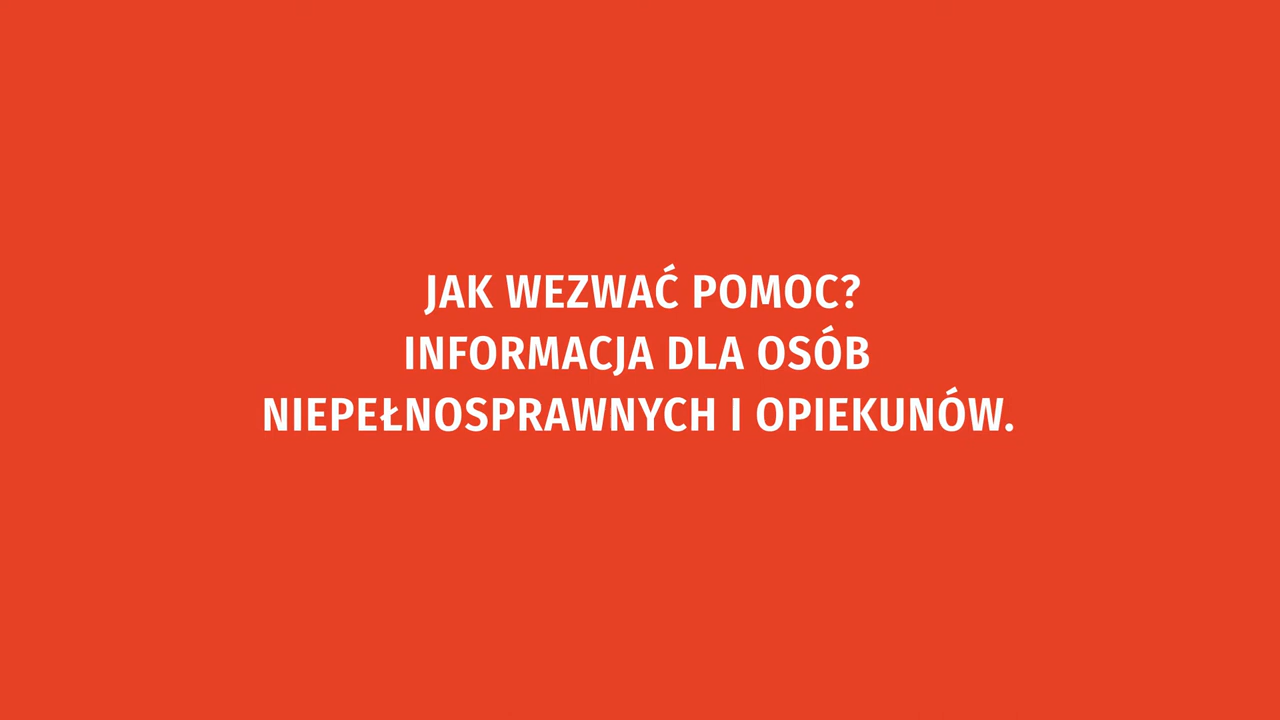 JAK WEZWAĆ POMOC?
INFORMACJA DLA OSÓB
NIEPEŁNOSPRAWNYCH I OPIEKUNÓW.